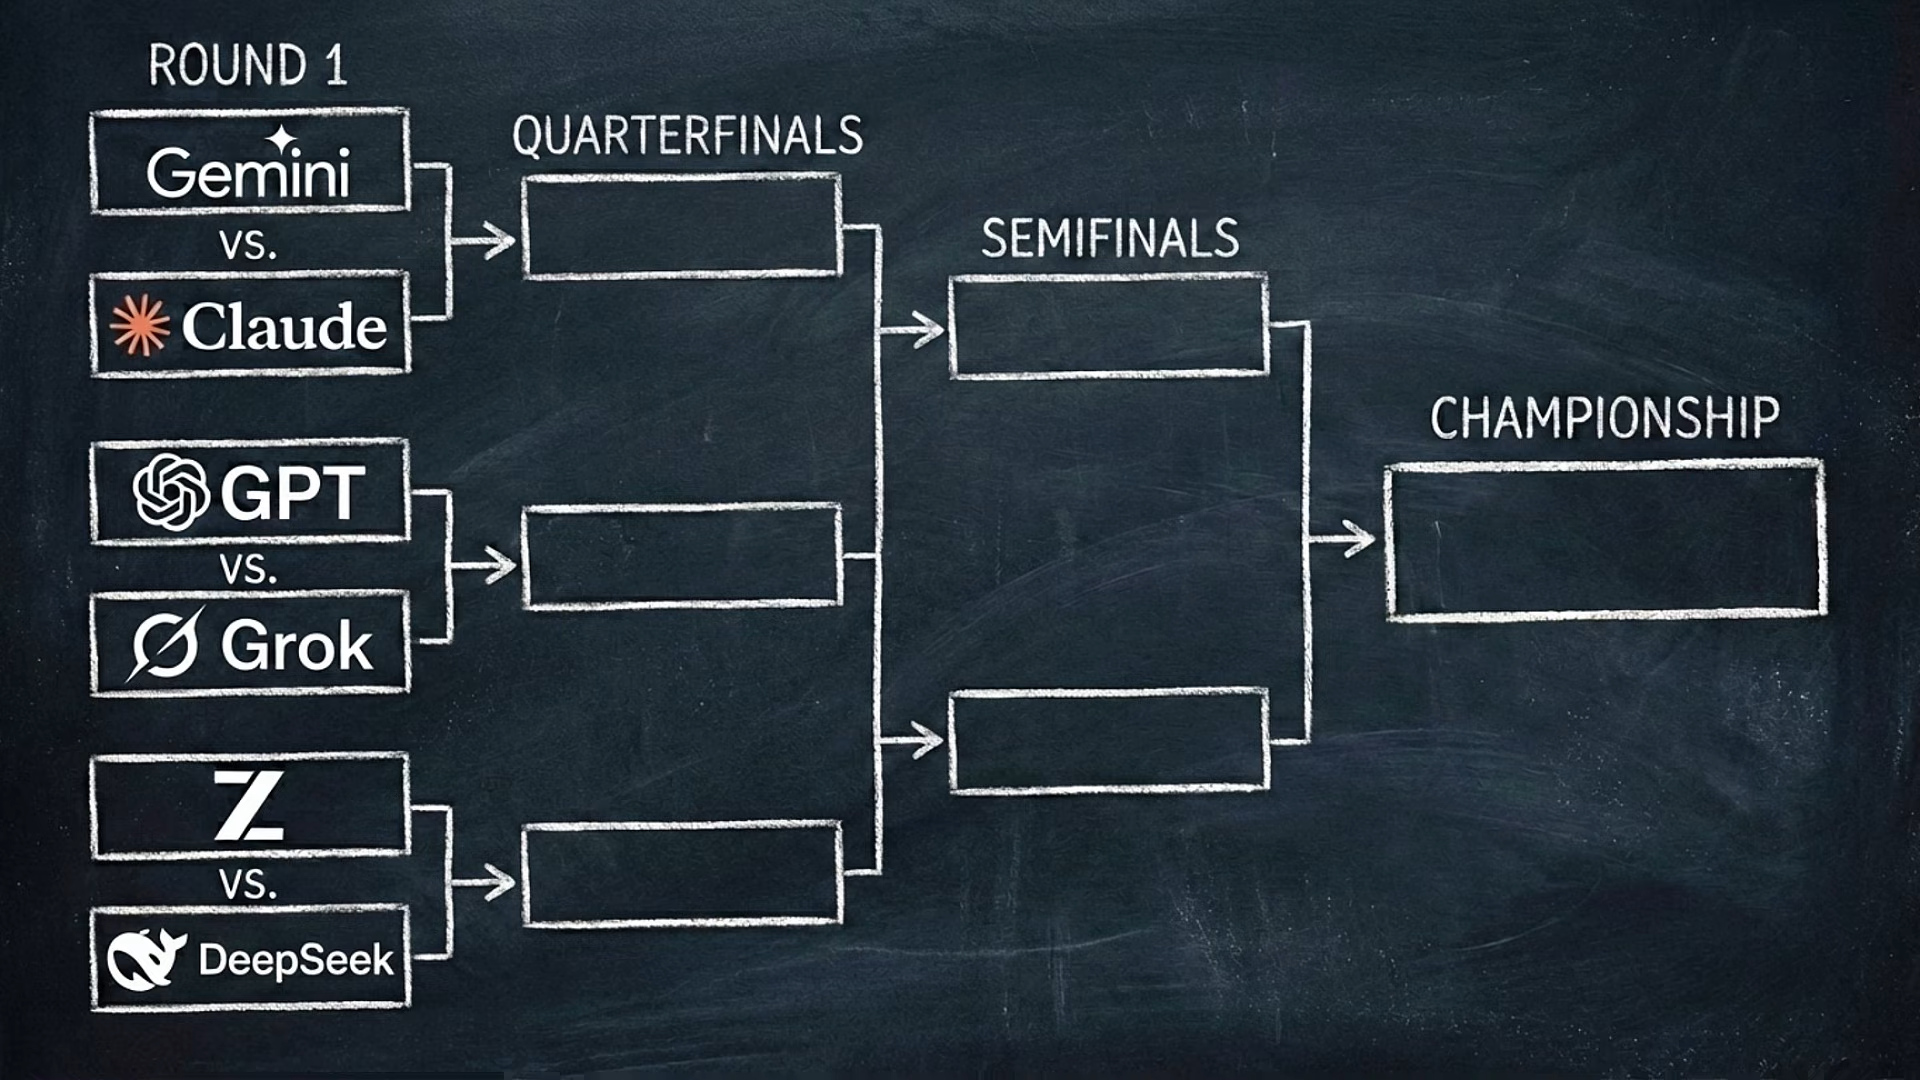 ROUND 1
Gemini
VS.
Claude
GPT
VS.
Grok
Z
VS.
DeepSeek
QUARTERFINALS
SEMIFINALS
CHAMPIONSHIP